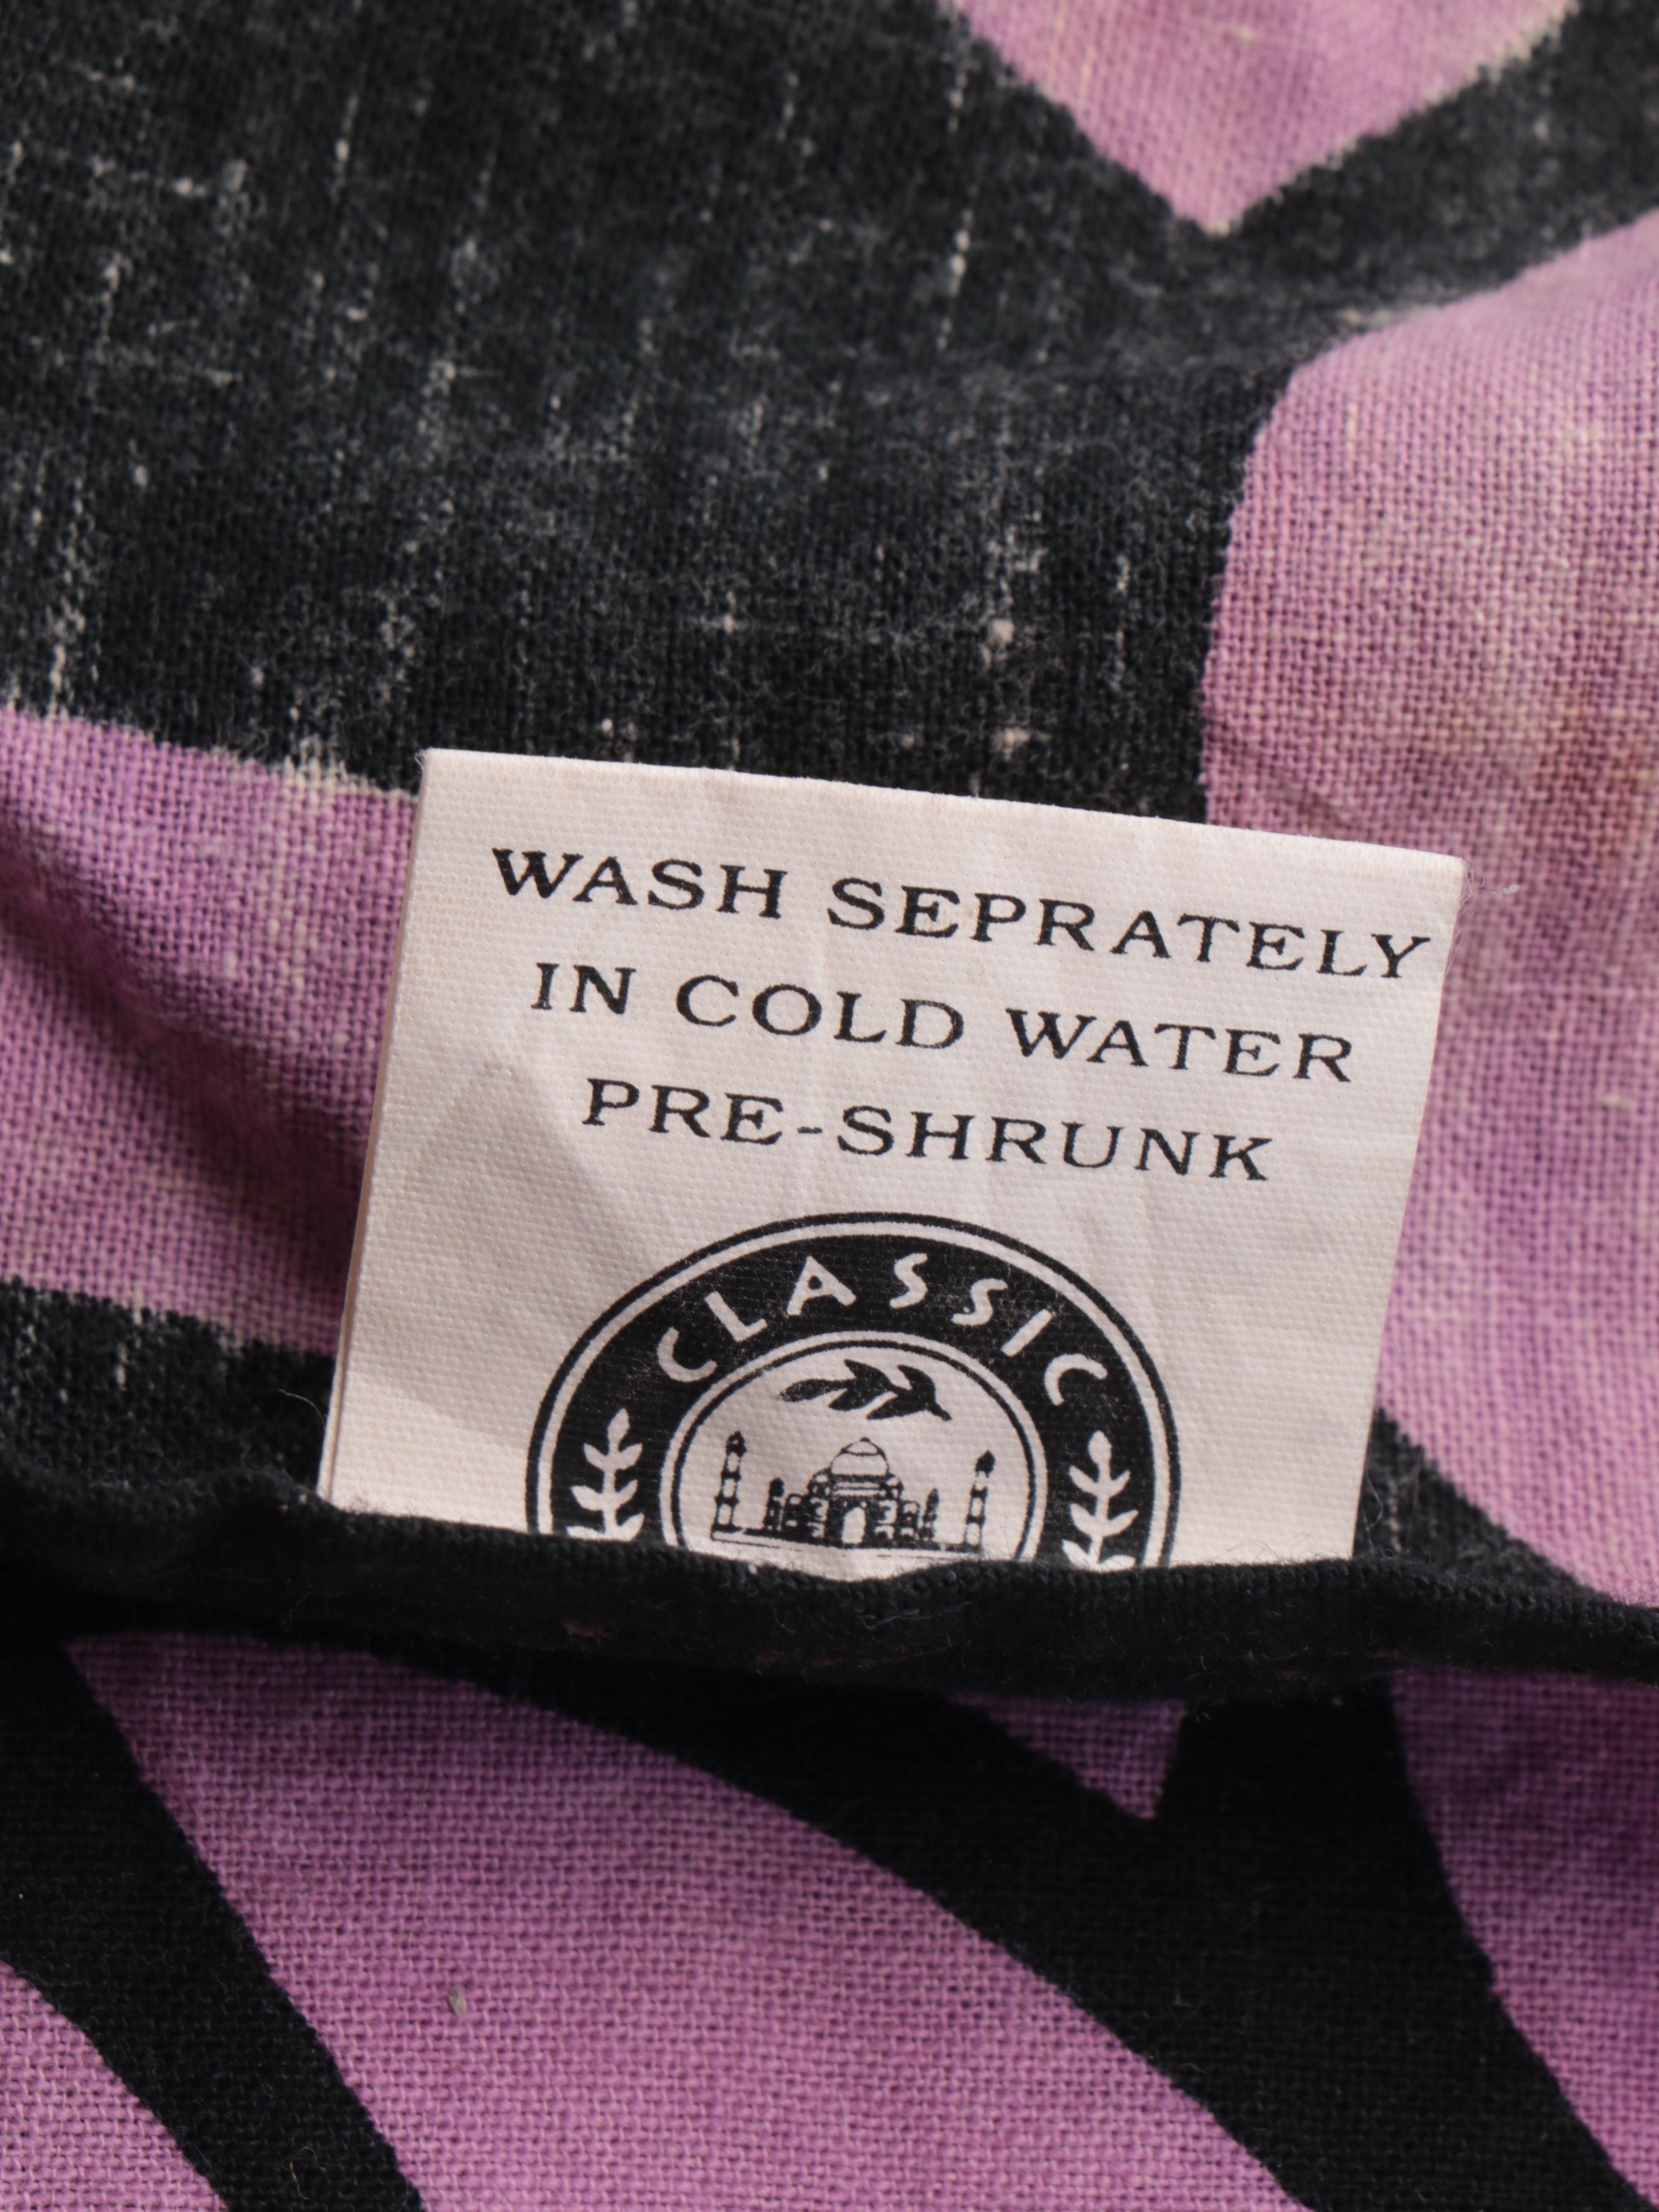 WASH SEPRATELY
IN COLD WATER
PRE-SHRUNK
CLASSIC